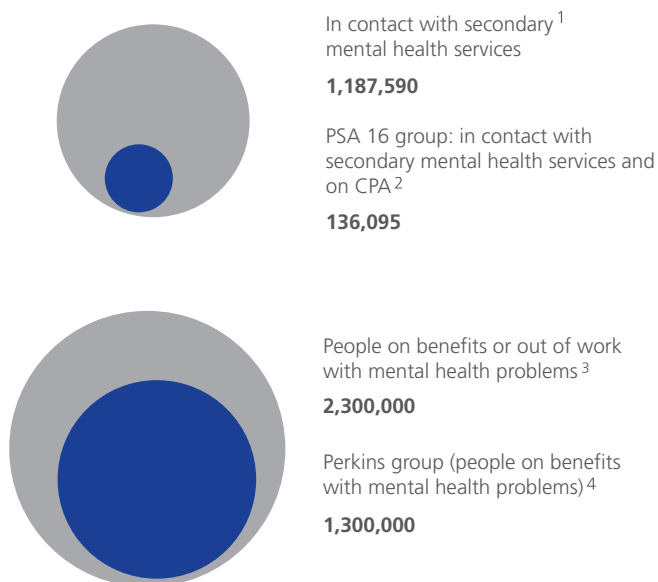 In contact with secondary 1
mental health services
1,187,590
PSA 16 group: in contact with
secondary mental health services and
on CPA 2
136,095
People on benefits or out of work
with mental health problems 3
2,300,000
Perkins group (people on benefits
with mental health problems) 4
1,300,000